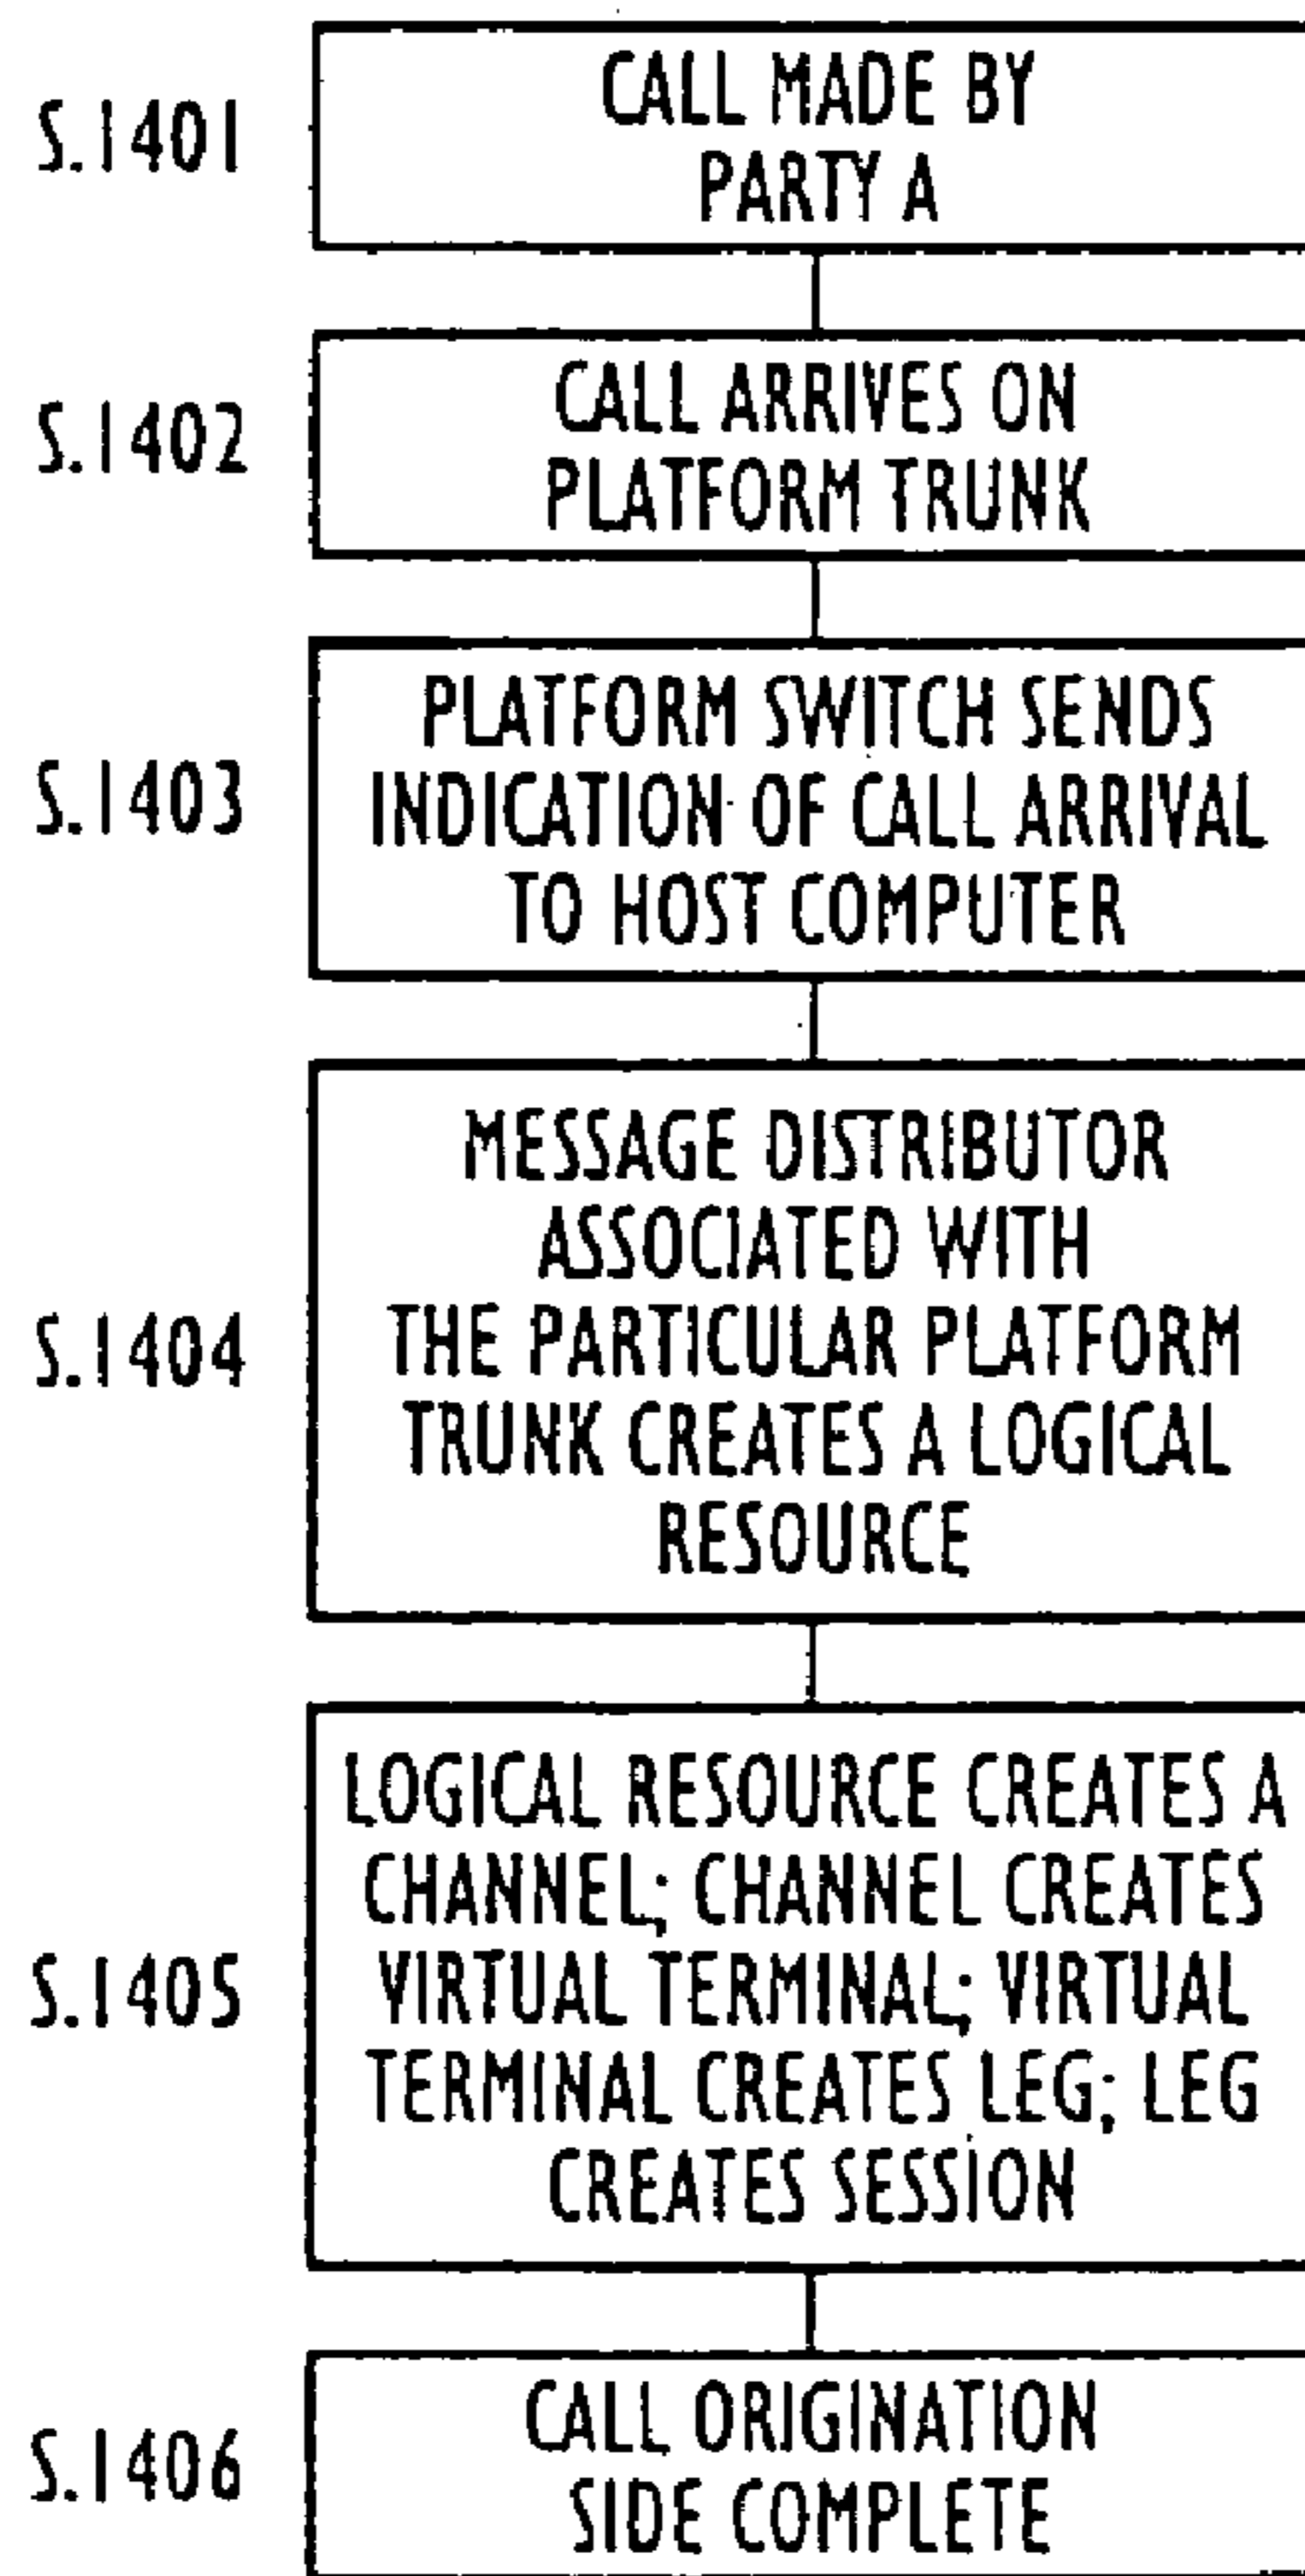 S.1401
CALL MADE BY
PARTY A
S.1402
CALL ARRIVES ON
PLATFORM TRUNK
S.1403
PLATFORM SWITCH SENDS
INDICATION OF CALL ARRIVAL
TO HOST COMPUTER
S.1404
MESSAGE DISTRIBUTOR
ASSOCIATED WITH
THE PARTICULAR PLATFORM
TRUNK CREATES A LOGICAL
RESOURCE
S.1405
LOGICAL RESOURCE CREATES A
CHANNEL; CHANNEL CREATES
VIRTUAL TERMINAL; VIRTUAL
TERMINAL CREATES LEG; LEG
CREATES SESSION
S.1406
CALL ORIGINATION
SIDE COMPLETE